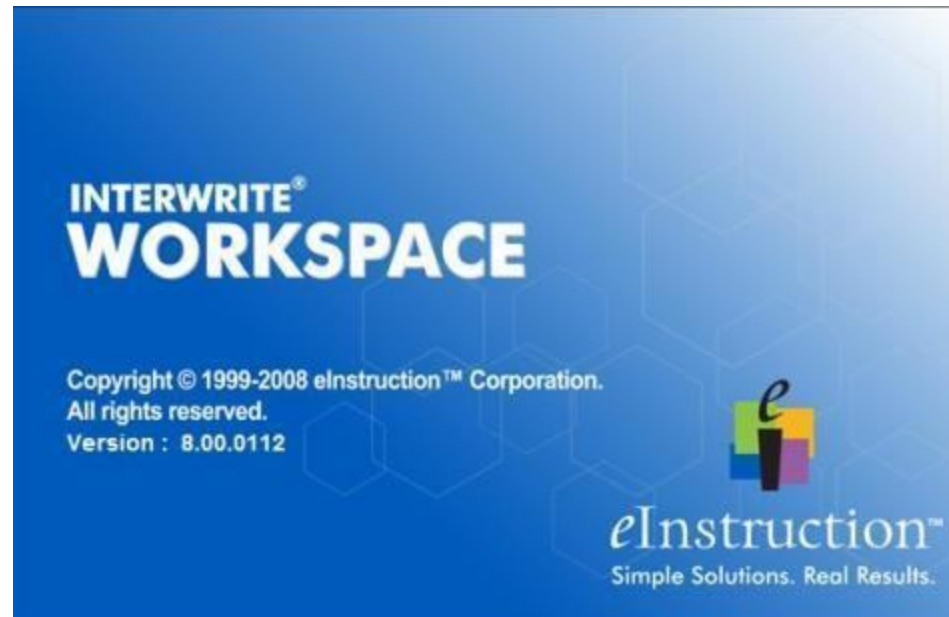 INTERWRITE®
WORKSPACE
Copyright © 1999-2008 eInstruction™ Corporation.
All rights reserved.
Version : 8.00.0112
eI
eInstruction™
Simple Solutions. Real Results.